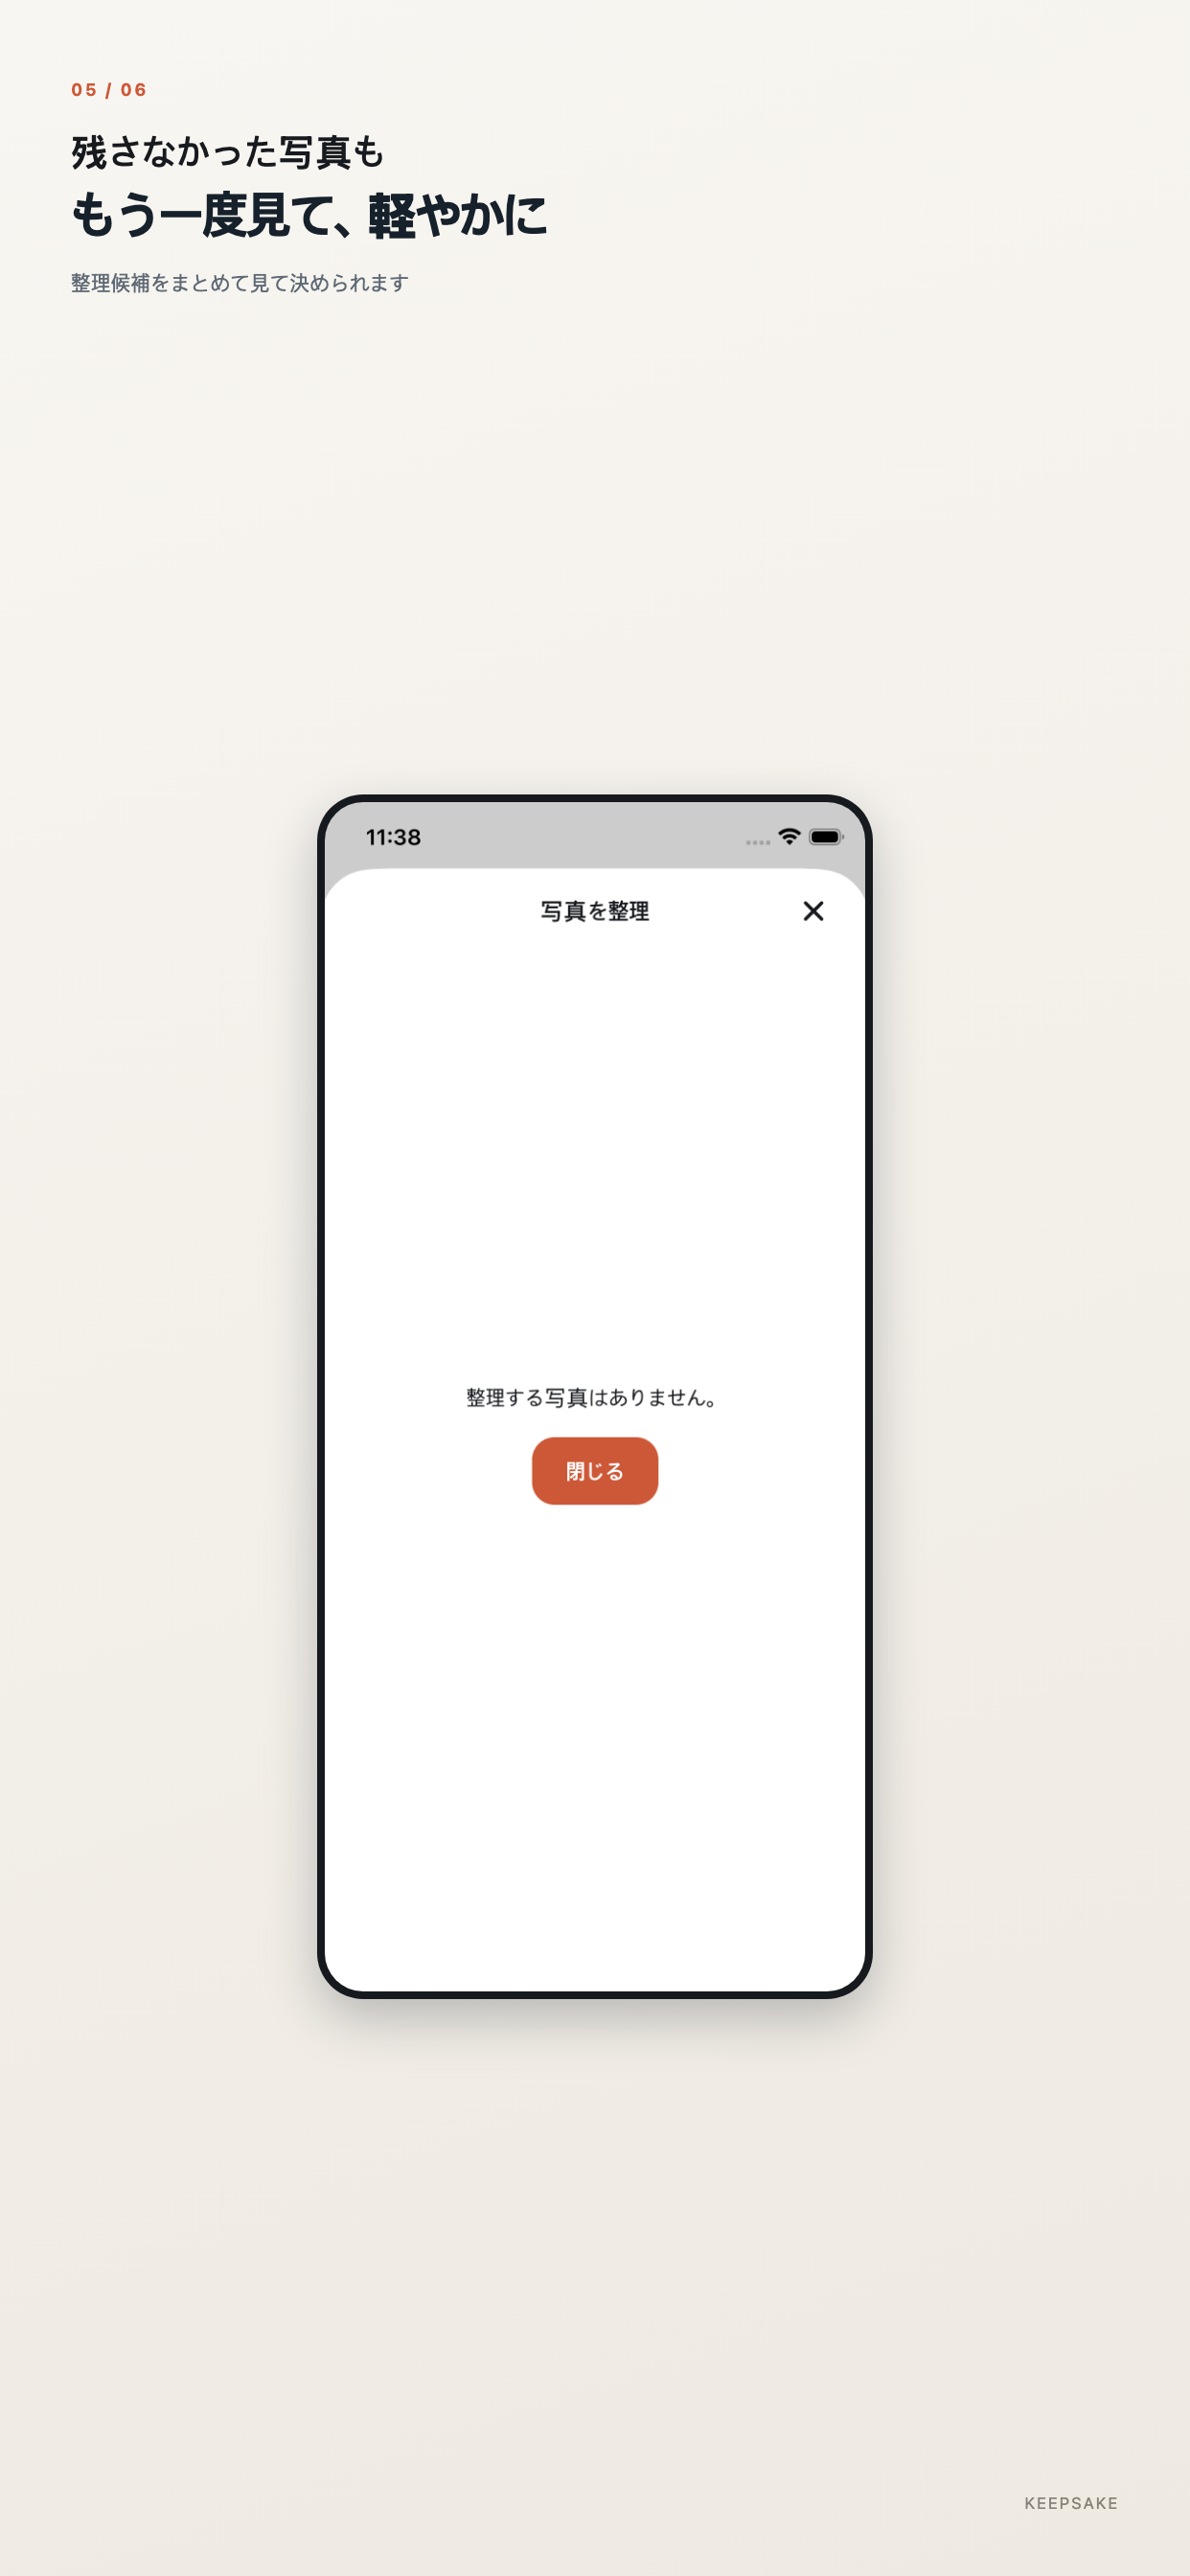 05 / 06
残さなかった写真も
もう一度見て、軽やかに
整理候補をまとめて見て決められます
11:38
写真を整理
整理する写真はありません。
閉じる
KEEPSAKE